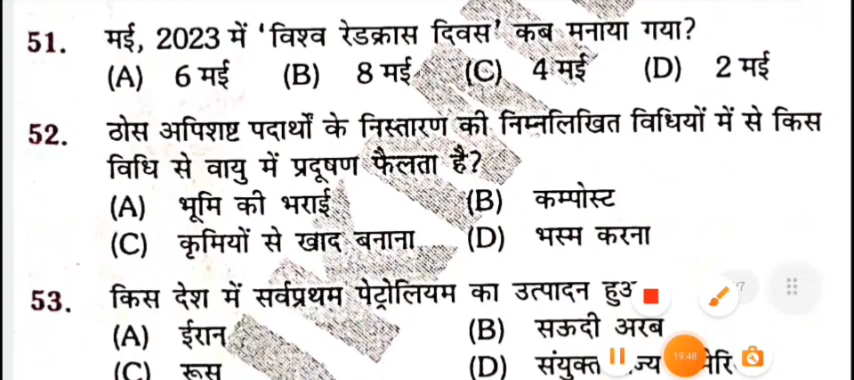 51. मई, 2023 में 'विश्व रेडक्रास दिवस' कब मनाया गया?
(A) 6 मई (B) 8 मई (C) 4 मई (D) 2 मई
52. ठोस अपिशष्ट पदार्थों के निस्तारण की निम्नलिखित विधियों में से किस
विधि से वायु में प्रदूषण फैलता है?
(A) भूमि की भराई (B) कम्पोस्ट
(C) कृमियों से खाद बनाना (D) भस्म करना
53. किस देश में सर्वप्रथम पेट्रोलियम का उत्पादन
(A) ईरान (B) सऊदी अरब
(C) रूस (D) संयुक्त
19:48